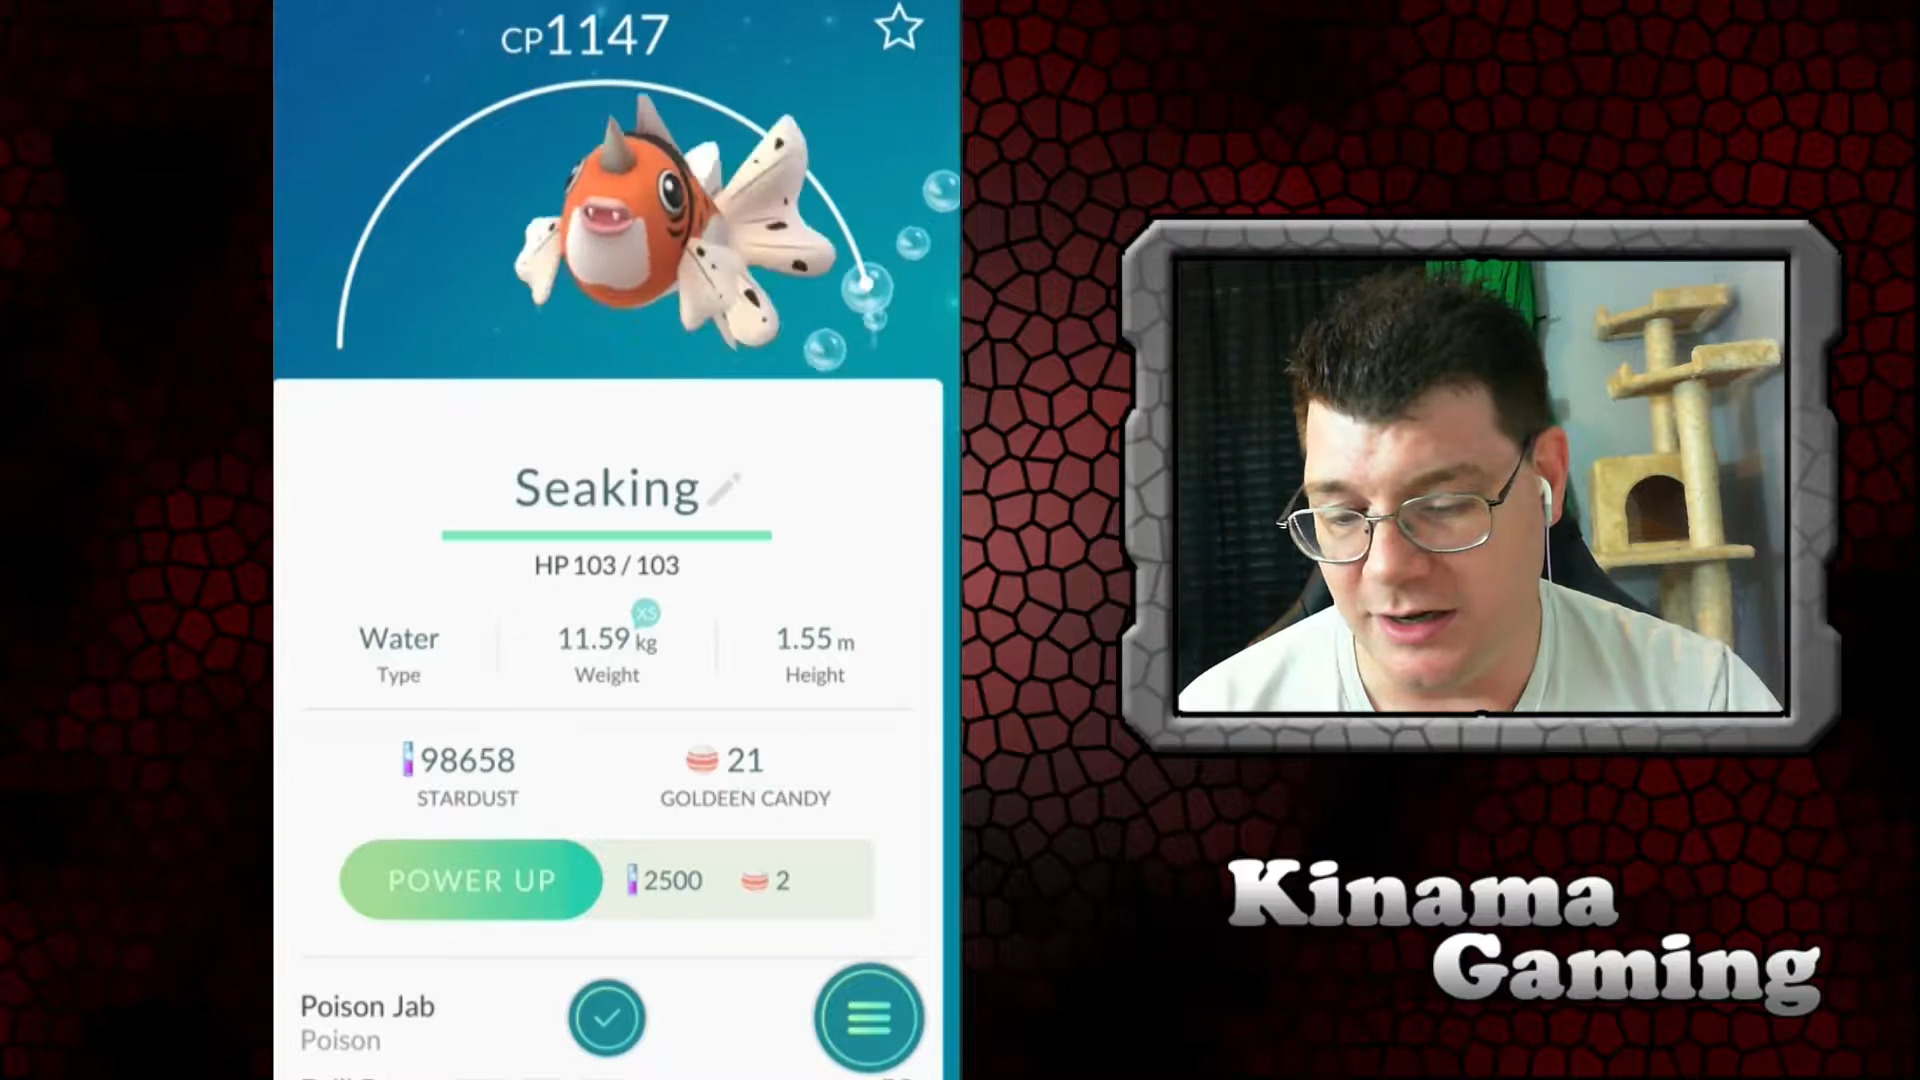 CP1147
Seaking
HP 103 / 103
XS
Water
Type
11.59 kg
Weight
1.55 m
Height
98658
STARDUST
21
GOLDEEN CANDY
POWER UP
2500
2
Poison Jab
Poison
Kinama
Gaming